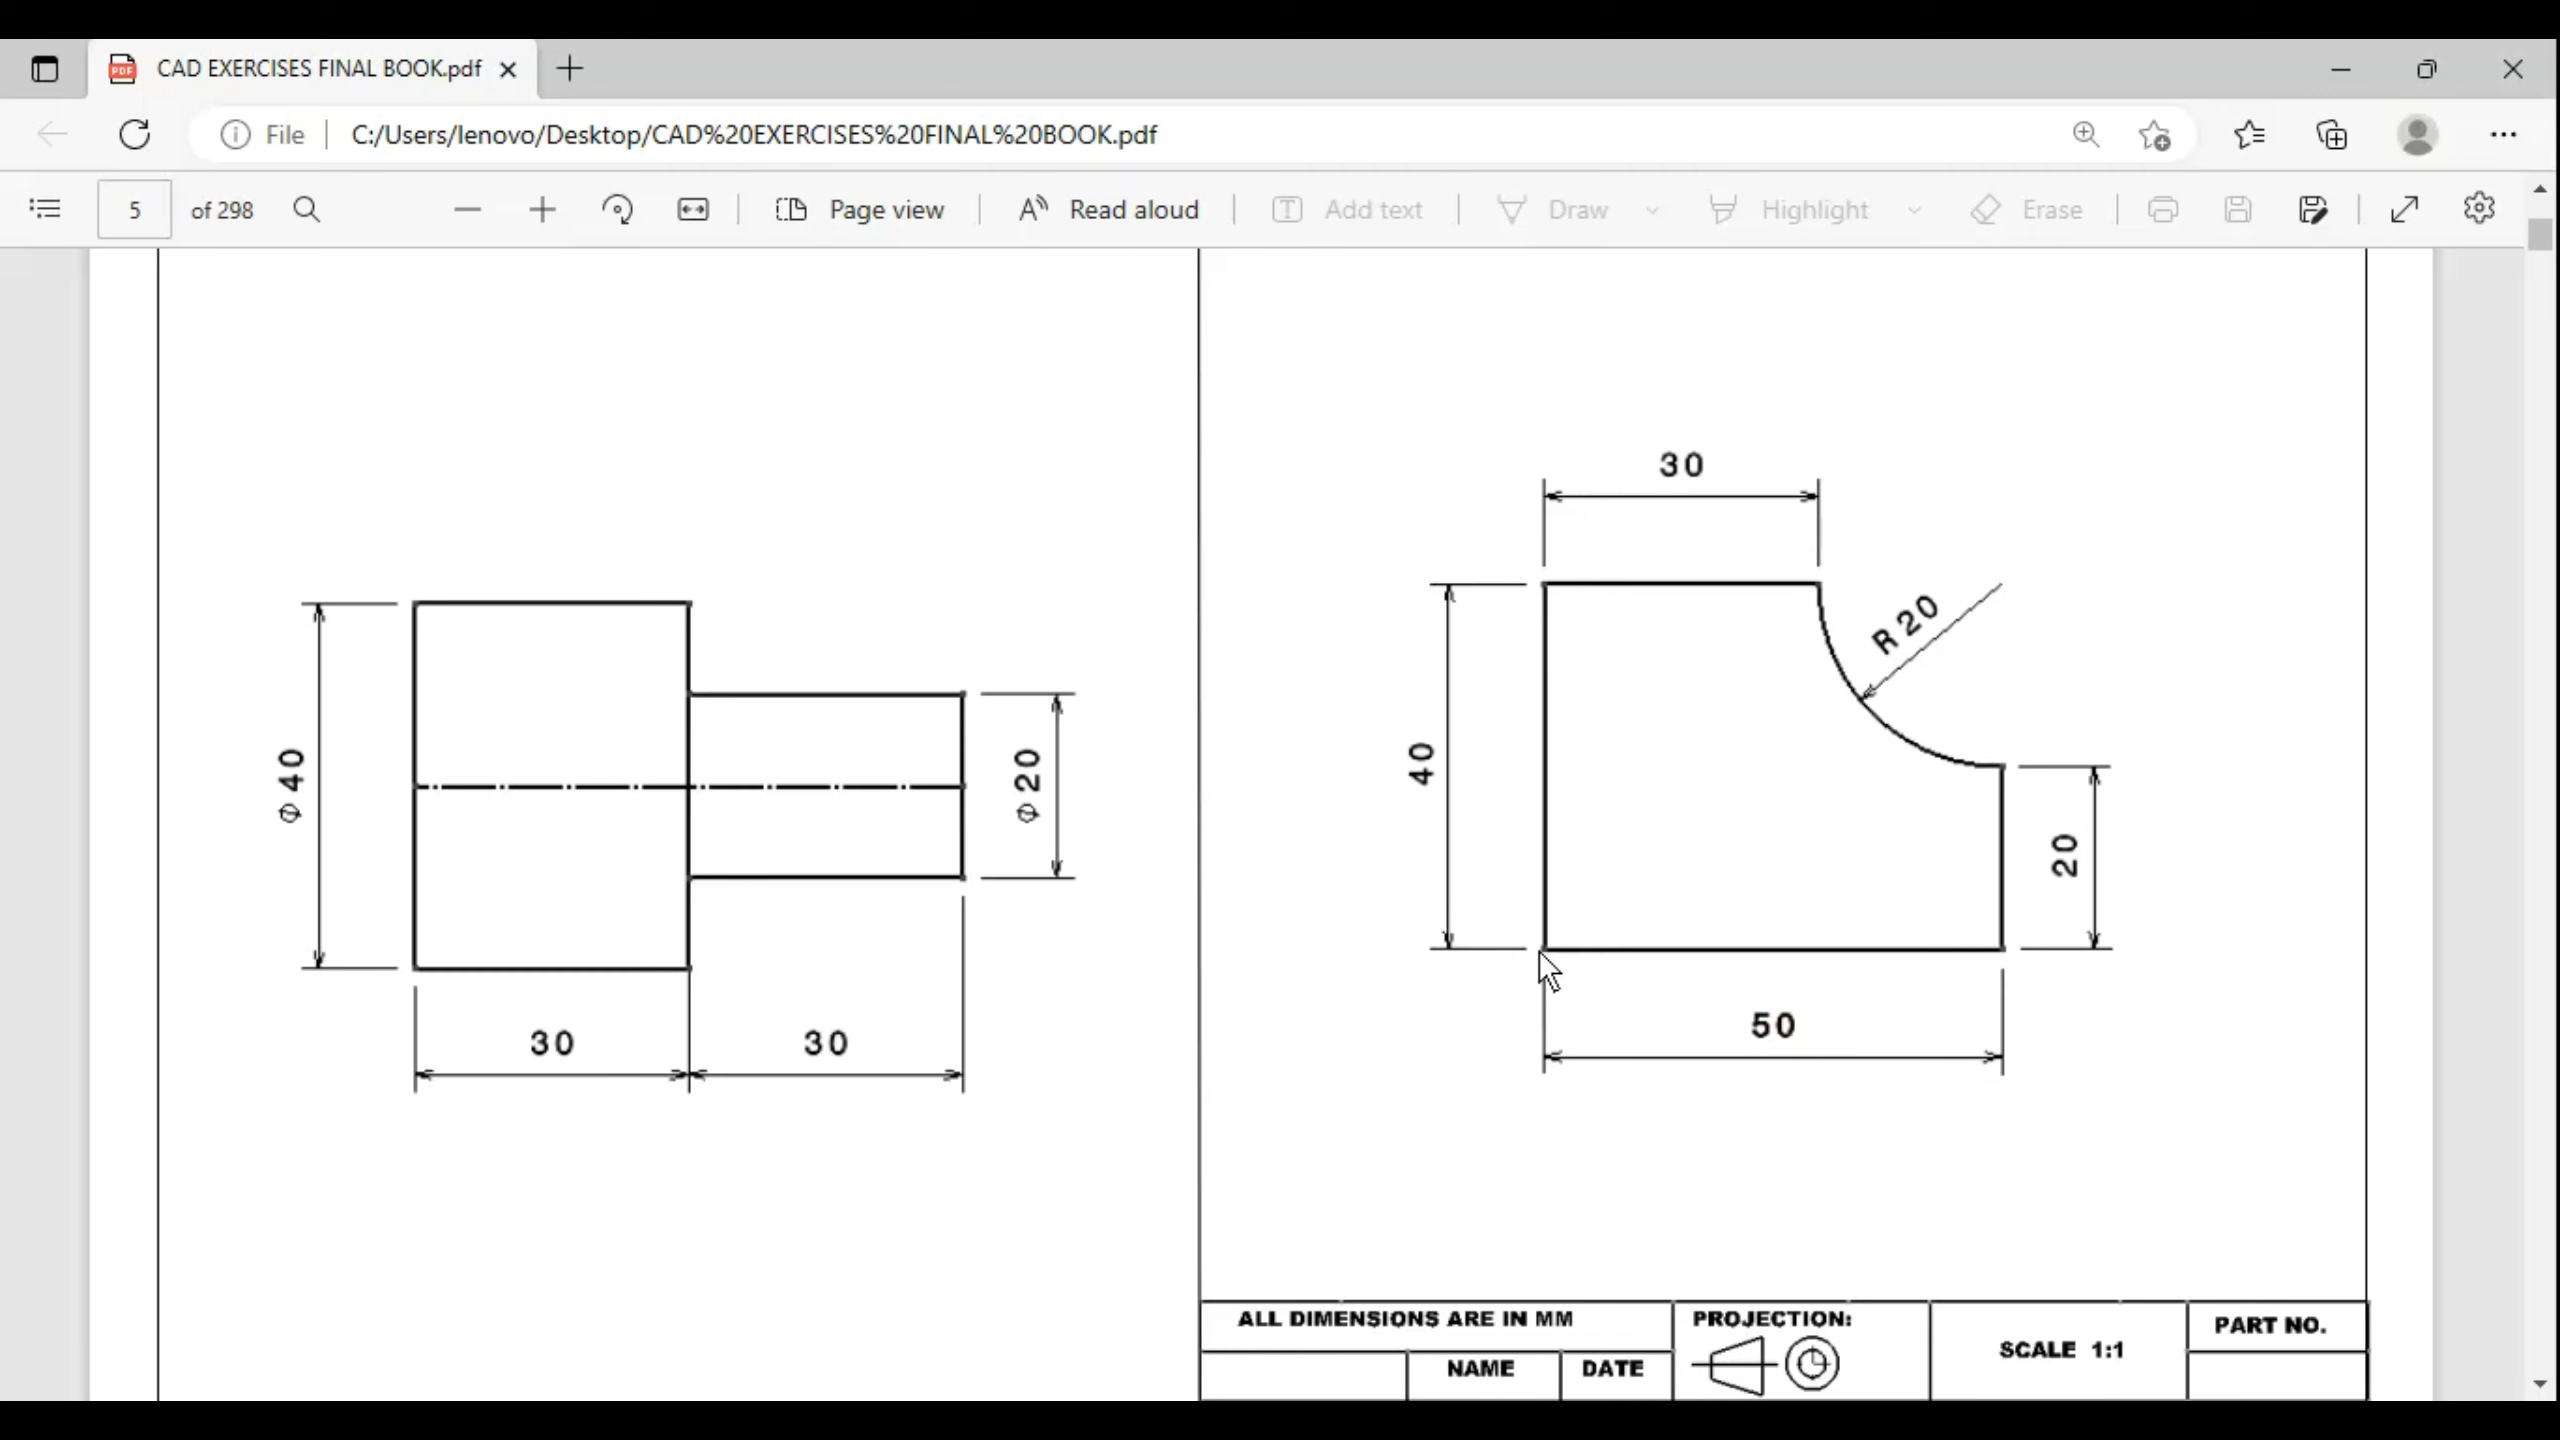 CAD EXERCISES FINAL BOOK.pdf
File C:/Users/lenovo/Desktop/CAD%20EXERCISES%20FINAL%20BOOK.pdf
5 of 298 Page view Read aloud Add text Draw Highlight Erase
30
R20
40
20
50
⌀40
⌀20
30 30
ALL DIMENSIONS ARE IN MM
NAME DATE
PROJECTION:
SCALE 1:1
PART NO.